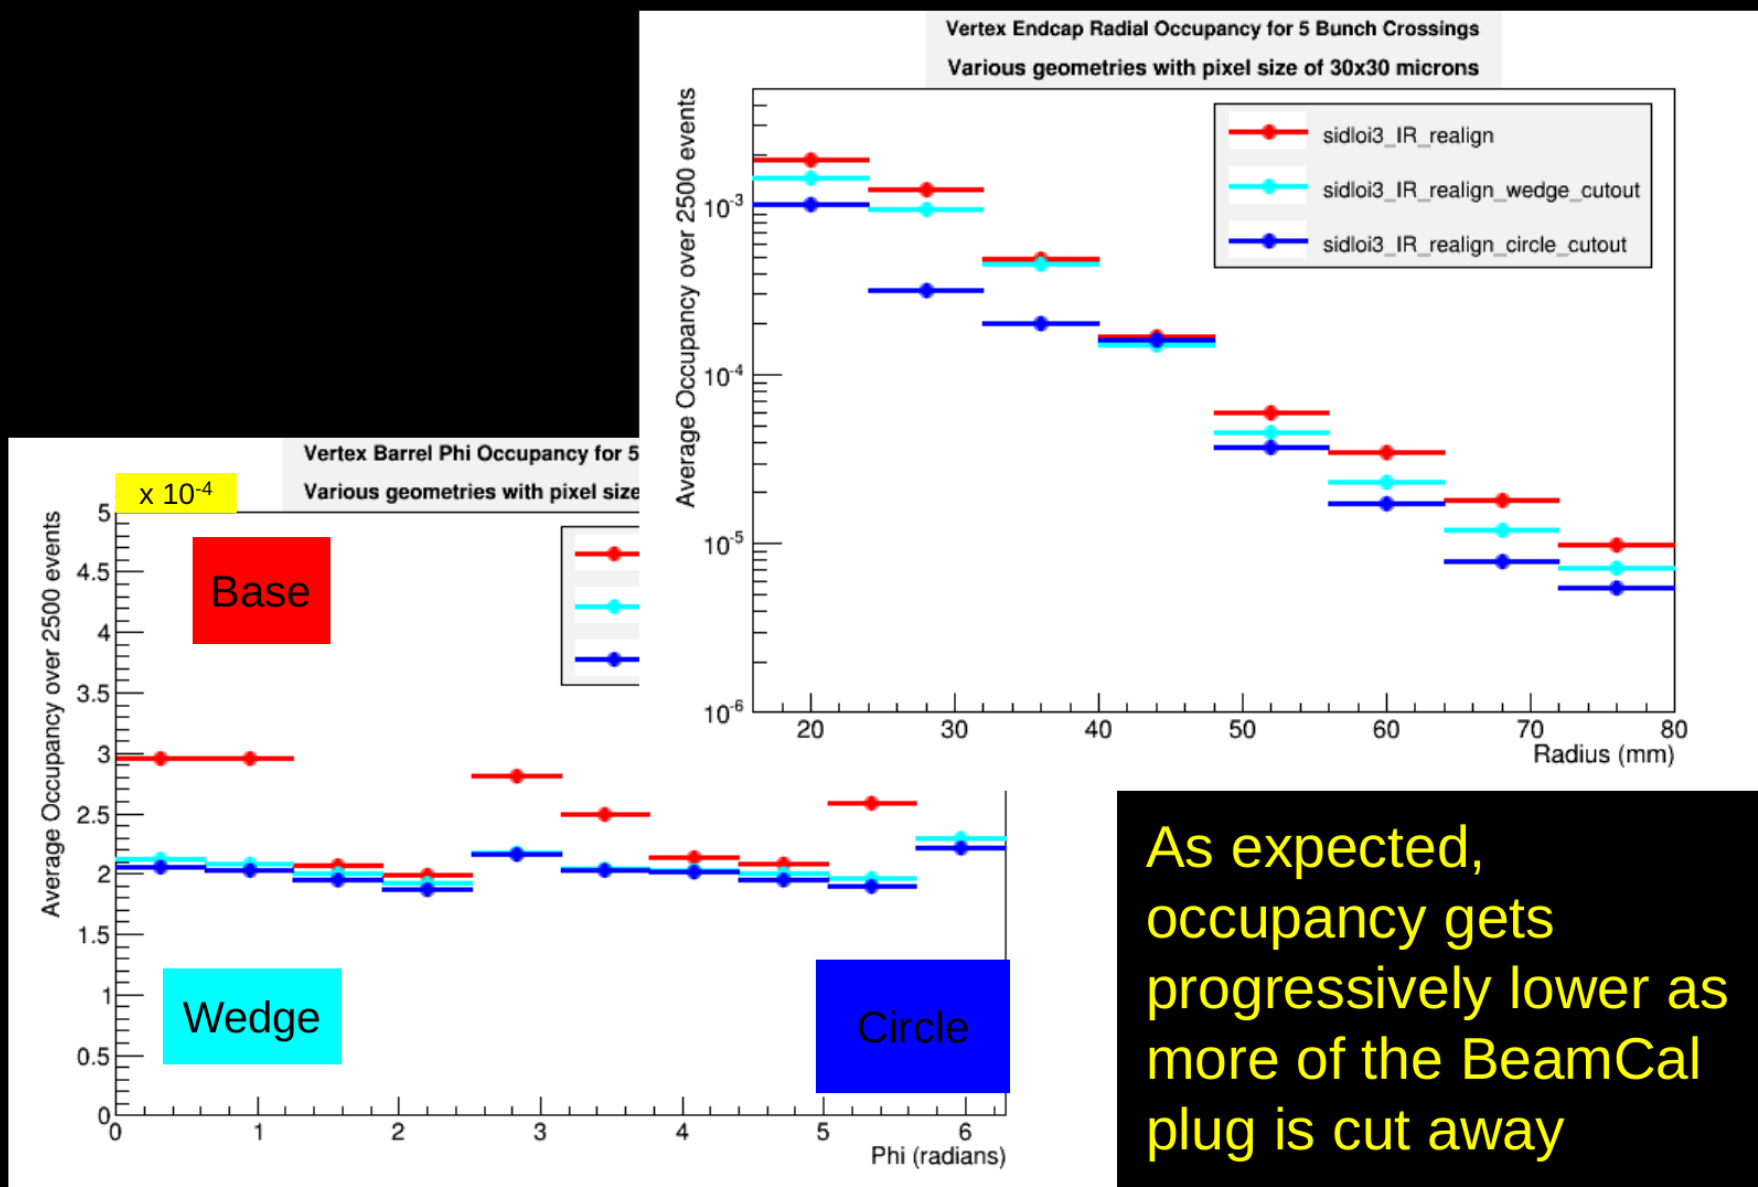 Vertex Endcap Radial Occupancy for 5 Bunch Crossings
Various geometries with pixel size of 30x30 microns
Average Occupancy over 2500 events
sidloi3_IR_realign
sidloi3_IR_realign_wedge_cutout
sidloi3_IR_realign_circle_cutout
10-3
10-4
10-5
10-6
20 30 40 50 60 70 80
Radius (mm)
Vertex Barrel Phi Occupancy for 5
Various geometries with pixel size
x 10-4
Average Occupancy over 2500 events
5
4.5
4
3.5
3
2.5
2
1.5
1
0.5
0
Base
Wedge
Circle
0 1 2 3 4 5 6
Phi (radians)
As expected,
occupancy gets
progressively lower as
more of the BeamCal
plug is cut away